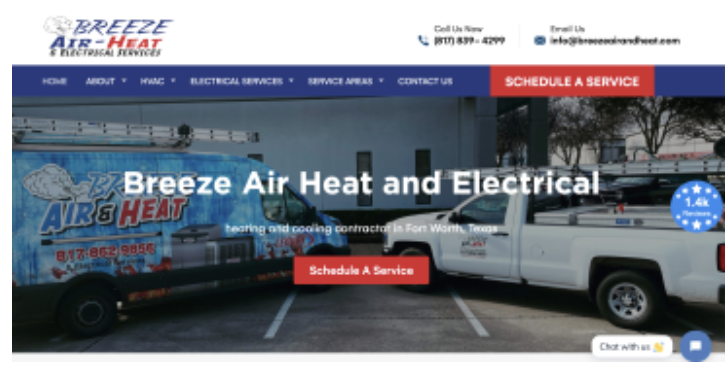 BREEZE
AIR-HEAT
& ELECTRICAL SERVICES
Call Us Now
(817) 839 - 4299
Email Us
info@breezeairandheat.com
HOME ABOUT HVAC ELECTRICAL SERVICES SERVICE AREAS CONTACT US SCHEDULE A SERVICE
BREEZE
AIR & HEAT
817-862-9856
Breeze Air Heat and Electrical
heating and cooling contractor in Fort Worth, Texas
Schedule A Service
1.4k
Reviews
Chat with us 👋